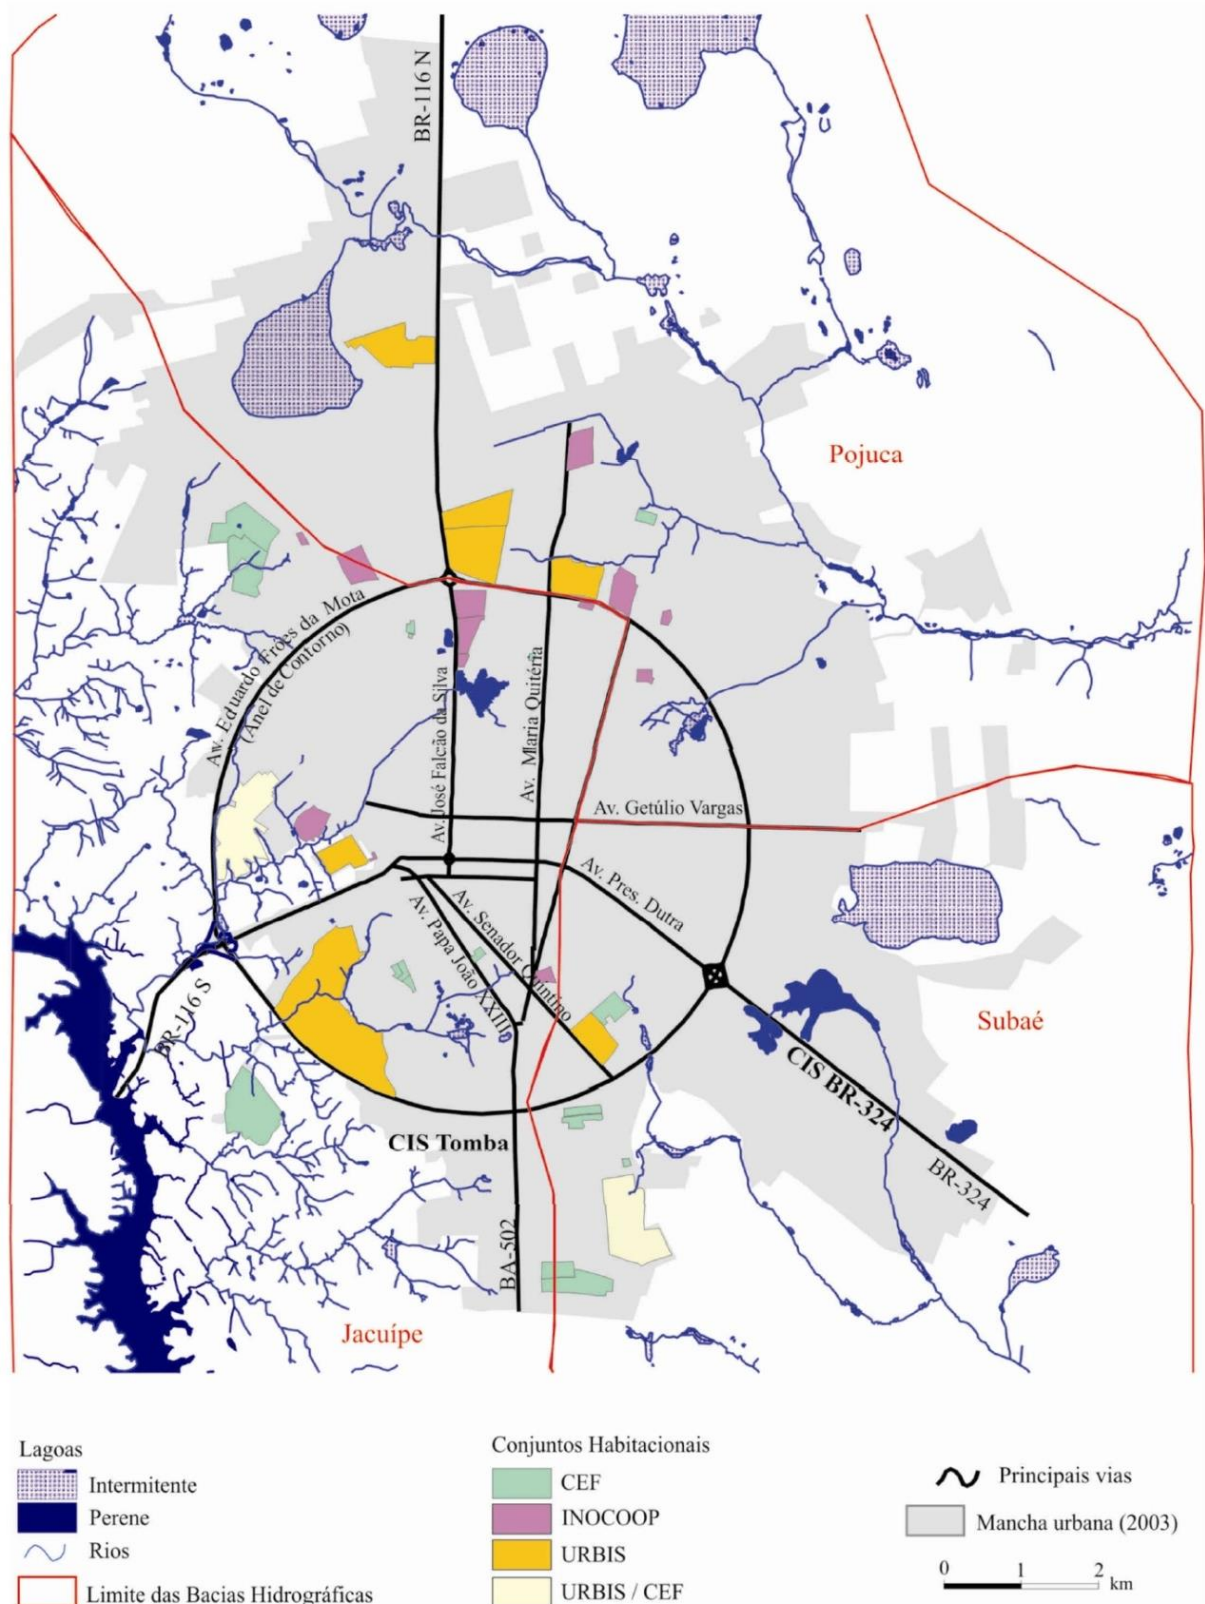 BR-116 N
Pojuca
Av. Eduardo Frões da Mota
(Anel de Contorno)
Av. José Falcão da Silva
Av. Maria Quitéria
Av. Getúlio Vargas
Av. Pres. Dutra
Av. Senador Quintino
Av. Papa João XXIII
BR-116 S
Subaé
CIS BR-324
CIS Tomba
BR-324
BA-502
Jacuípe
Lagoas
Intermitente
Perene
Rios
Limite das Bacias Hidrográficas
Conjuntos Habitacionais
CEF
INOCOOP
URBIS
URBIS / CEF
Principais vias
Mancha urbana (2003)
0 1 2
km